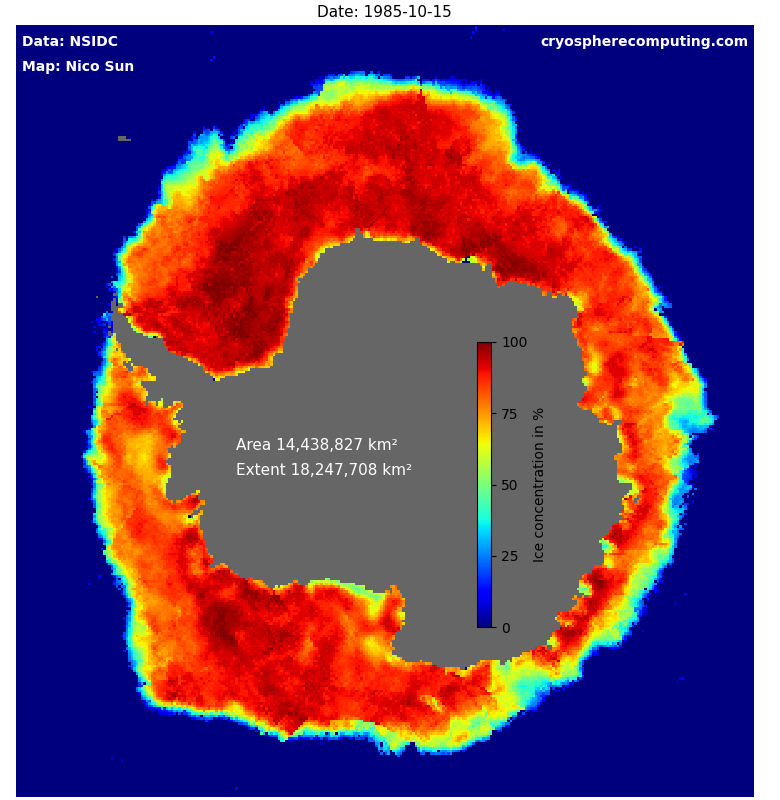 Date: 1985-10-15
Data: NSIDC
cryospherecomputing.com
Map: Nico Sun
100
75
50
25
0
Ice concentration in %
Area 14,438,827 km²
Extent 18,247,708 km²